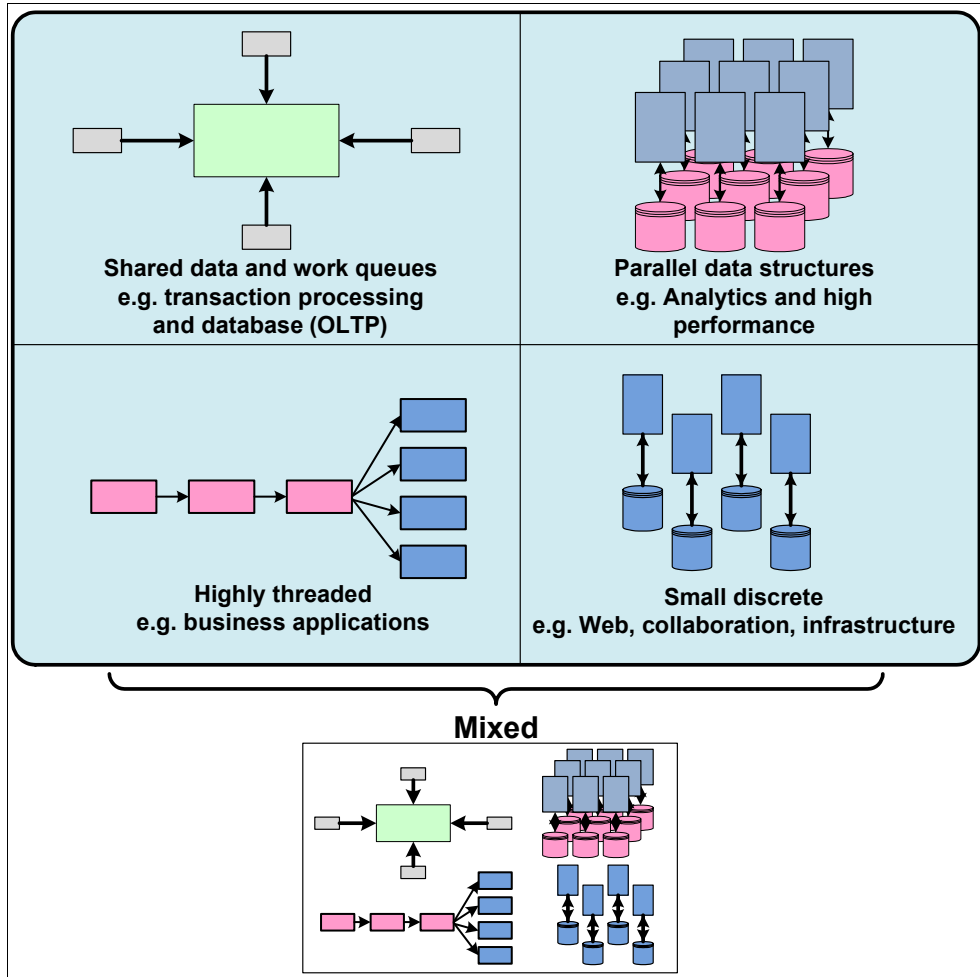 Shared data and work queues
e.g. transaction processing
and database (OLTP)
Parallel data structures
e.g. Analytics and high
performance
Highly threaded
e.g. business applications
Small discrete
e.g. Web, collaboration, infrastructure
Mixed